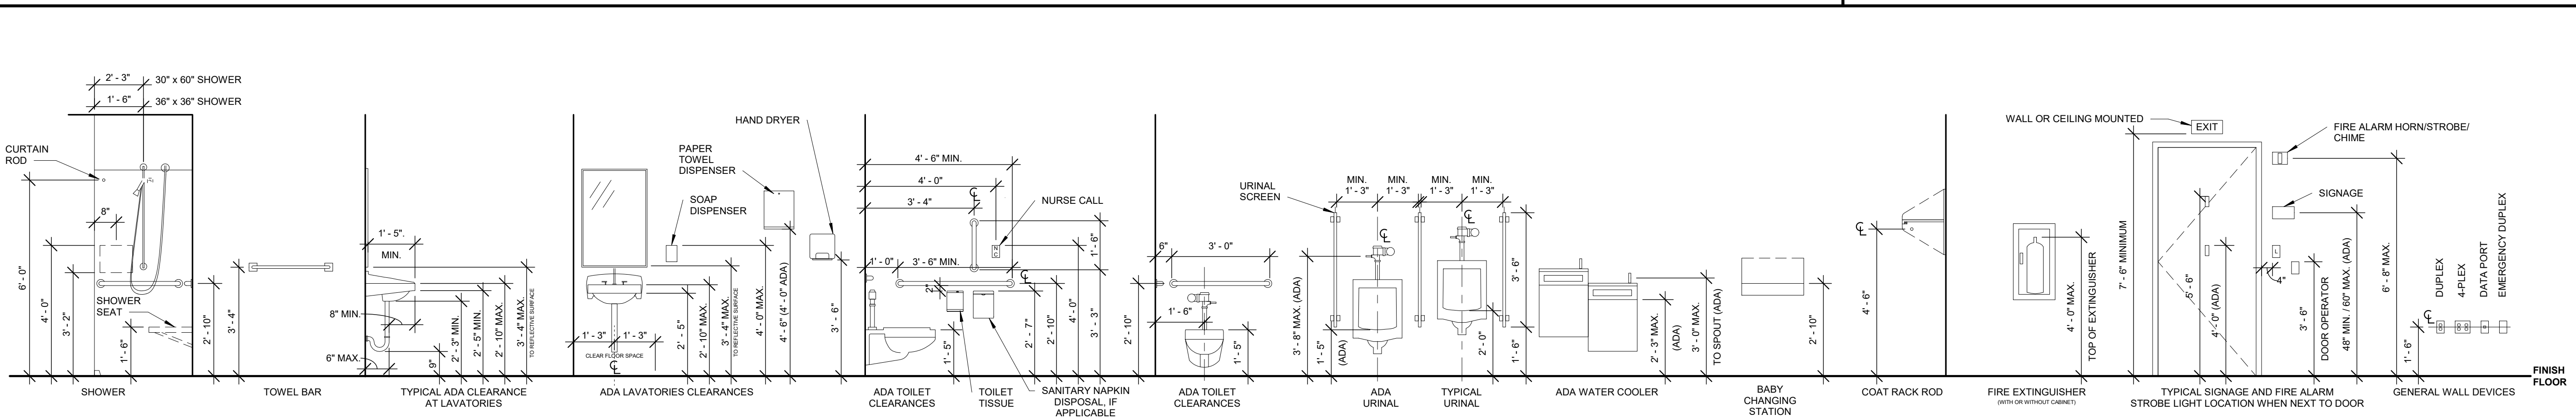 2' - 3"
30" x 60" SHOWER
1' - 6"
36" x 36" SHOWER
CURTAIN
ROD
8"
6' - 0"
4' - 0"
3' - 2"
SHOWER
SEAT
1' - 6"
2' - 10"
SHOWER
3' - 4"
TOWEL BAR
1' - 5".
MIN.
8" MIN.
6" MAX.
9"
2' - 3" MIN.
2' - 5" MIN.
2' - 10" MAX.
3' - 4" MAX.
TO REFLECTIVE SURFACE
TYPICAL ADA CLEARANCE
AT LAVATORIES
HAND DRYER
PAPER
TOWEL
DISPENSER
SOAP
DISPENSER
1' - 3"
1' - 3"
CLEAR FLOOR SPACE
CL
2' - 5"
2' - 10" MAX.
3' - 4" MAX.
TO REFLECTIVE SURFACE
4' - 0" MAX.
4' - 6" (4' - 0" ADA)
3' - 6"
ADA LAVATORIES CLEARANCES
4' - 6" MIN.
4' - 0"
3' - 4"
CL
NURSE CALL
N
C
1' - 6"
1' - 0"
3' - 6" MIN.
CL
2"
1' - 5"
2' - 7"
2' - 10"
4' - 0"
3' - 3"
ADA TOILET
CLEARANCES
TOILET
TISSUE
SANITARY NAPKIN
DISPOSAL, IF
APPLICABLE
2' - 10"
6"
3' - 0"
1' - 6"
1' - 5"
ADA TOILET
CLEARANCES
URINAL
SCREEN
MIN.
1' - 3"
MIN.
1' - 3"
MIN.
1' - 3"
MIN.
1' - 3"
CL
CL
3' - 8" MAX. (ADA)
1' - 5"
(ADA)
2' - 0"
3' - 6"
1' - 6"
ADA
URINAL
TYPICAL
URINAL
2' - 3" MAX.
(ADA)
3' - 0" MAX.
TO SPOUT (ADA)
ADA WATER COOLER
2' - 10"
BABY
CHANGING
STATION
CL
4' - 6"
COAT RACK ROD
4' - 0" MAX.
TOP OF EXTINGUISHER
FIRE EXTINGUISHER
(WITH OR WITHOUT CABINET)
WALL OR CEILING MOUNTED
EXIT
FIRE ALARM HORN/STROBE/
CHIME
SIGNAGE
L
4"
7' - 6" MINIMUM
5' - 6"
4' - 0" (ADA)
3' - 6"
DOOR OPERATOR
48" MIN. / 60" MAX. (ADA)
6' - 8" MAX.
TYPICAL SIGNAGE AND FIRE ALARM
STROBE LIGHT LOCATION WHEN NEXT TO DOOR
DUPLEX
4-PLEX
DATA PORT
EMERGENCY DUPLEX
CL
1' - 6"
GENERAL WALL DEVICES
FINISH
FLOOR